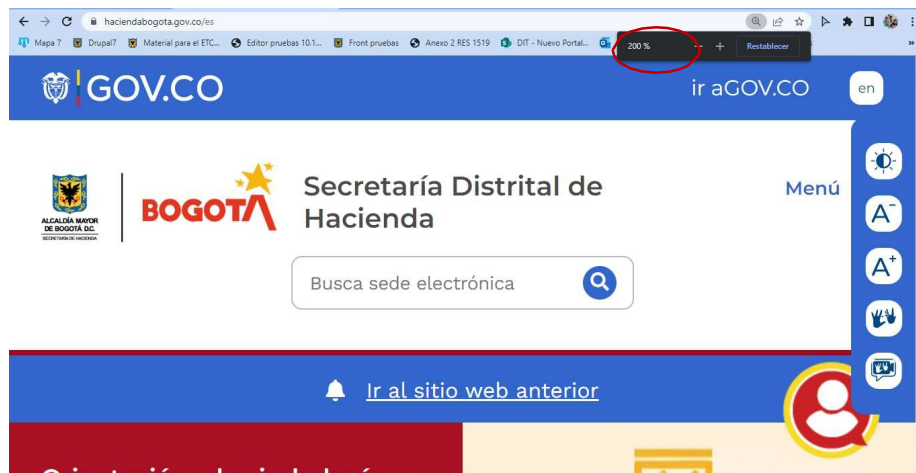 haciendabogota.gov.co/es
Mapa 7 Drupal7 Material para el ETC... Editor pruebas 10.1... Front pruebas Anexo 2 RES 1519 DIT - Nuevo Portal...
200 % − + Restablecer
GOV.CO
ir aGOV.CO
en
ALCALDÍA MAYOR
DE BOGOTÁ D.C.
SECRETARÍA DE HACIENDA
BOGOTÁ
Secretaría Distrital de
Hacienda
Menú
A-
A+
Busca sede electrónica
Ir al sitio web anterior